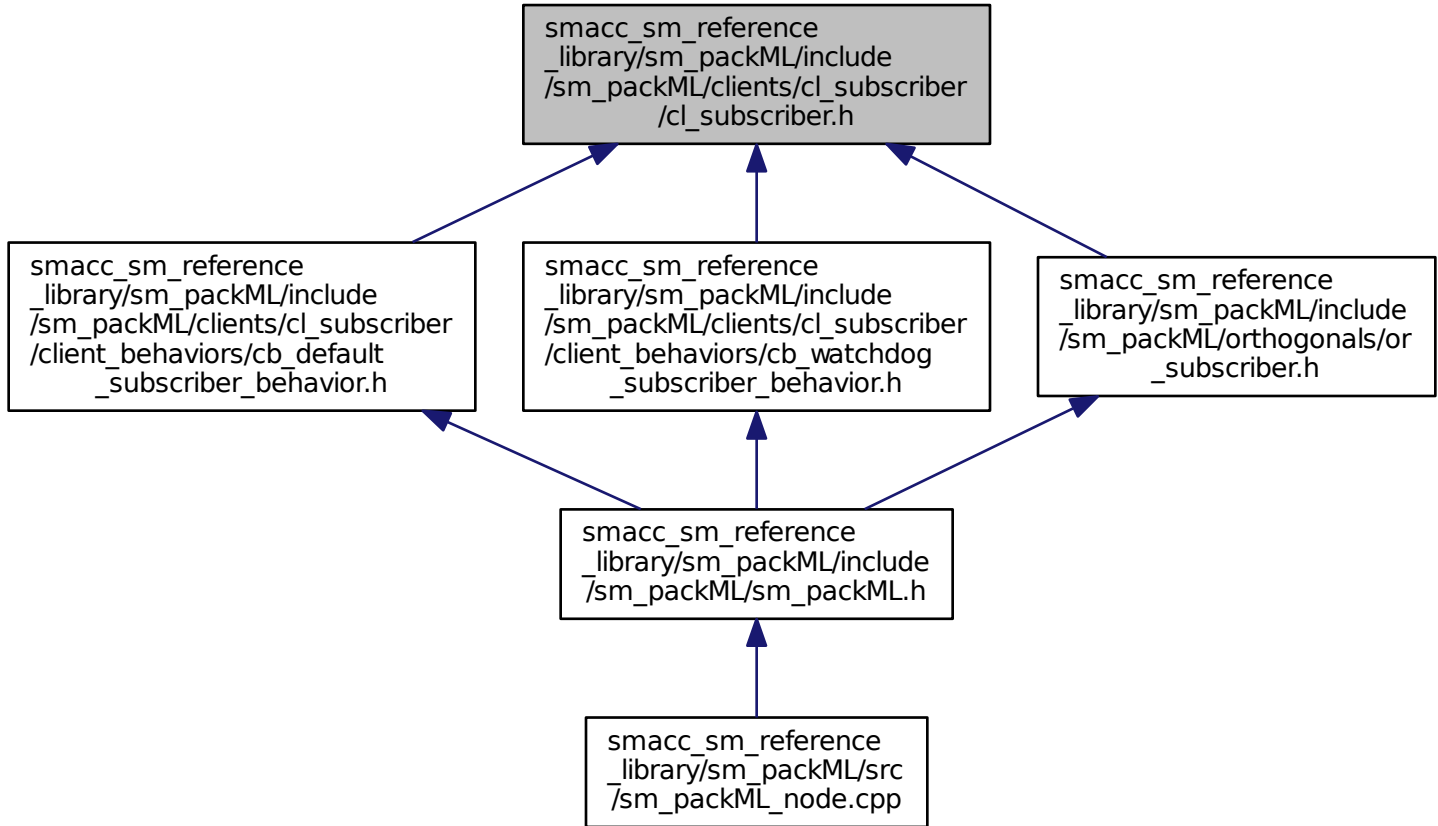 smacc_sm_reference
_library/sm_packML/include
/sm_packML/clients/cl_subscriber
/cl_subscriber.h
smacc_sm_reference
_library/sm_packML/include
/sm_packML/clients/cl_subscriber
/client_behaviors/cb_default
_subscriber_behavior.h
smacc_sm_reference
_library/sm_packML/include
/sm_packML/clients/cl_subscriber
/client_behaviors/cb_watchdog
_subscriber_behavior.h
smacc_sm_reference
_library/sm_packML/include
/sm_packML/orthogonals/or
_subscriber.h
smacc_sm_reference
_library/sm_packML/include
/sm_packML/sm_packML.h
smacc_sm_reference
_library/sm_packML/src
/sm_packML_node.cpp